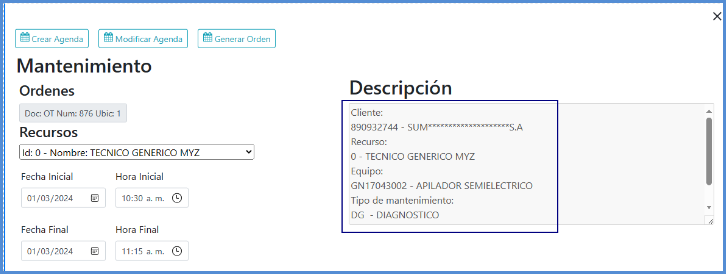 Crear Agenda
Modificar Agenda
Generar Orden
Mantenimiento
Ordenes
Doc: OT Num: 876 Ubic: 1
Recursos
Id: 0 - Nombre: TECNICO GENERICO MYZ
Fecha Inicial
Hora Inicial
01/03/2024
10:30 a. m.
Fecha Final
Hora Final
01/03/2024
11:15 a. m.
Descripción
Cliente:
890932744 - SUM********************S.A
Recurso:
0 - TECNICO GENERICO MYZ
Equipo:
GN17043002 - APILADOR SEMIELECTRICO
Tipo de mantenimiento:
DG - DIAGNOSTICO